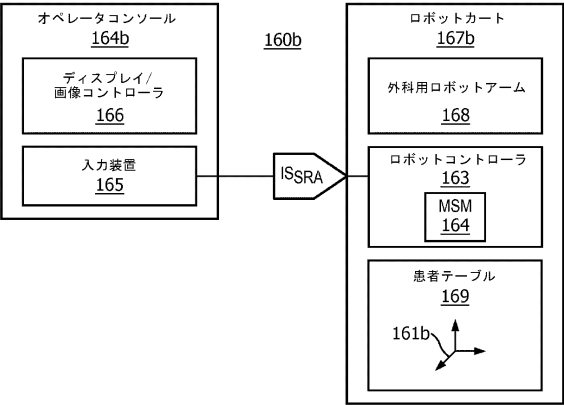 オペレータコンソール
164b
ディスプレイ/
画像コントローラ
166
入力装置
165
160b
ISSRA
ロボットカート
167b
外科用ロボットアーム
168
ロボットコントローラ
163
MSM
164
患者テーブル
169
161b